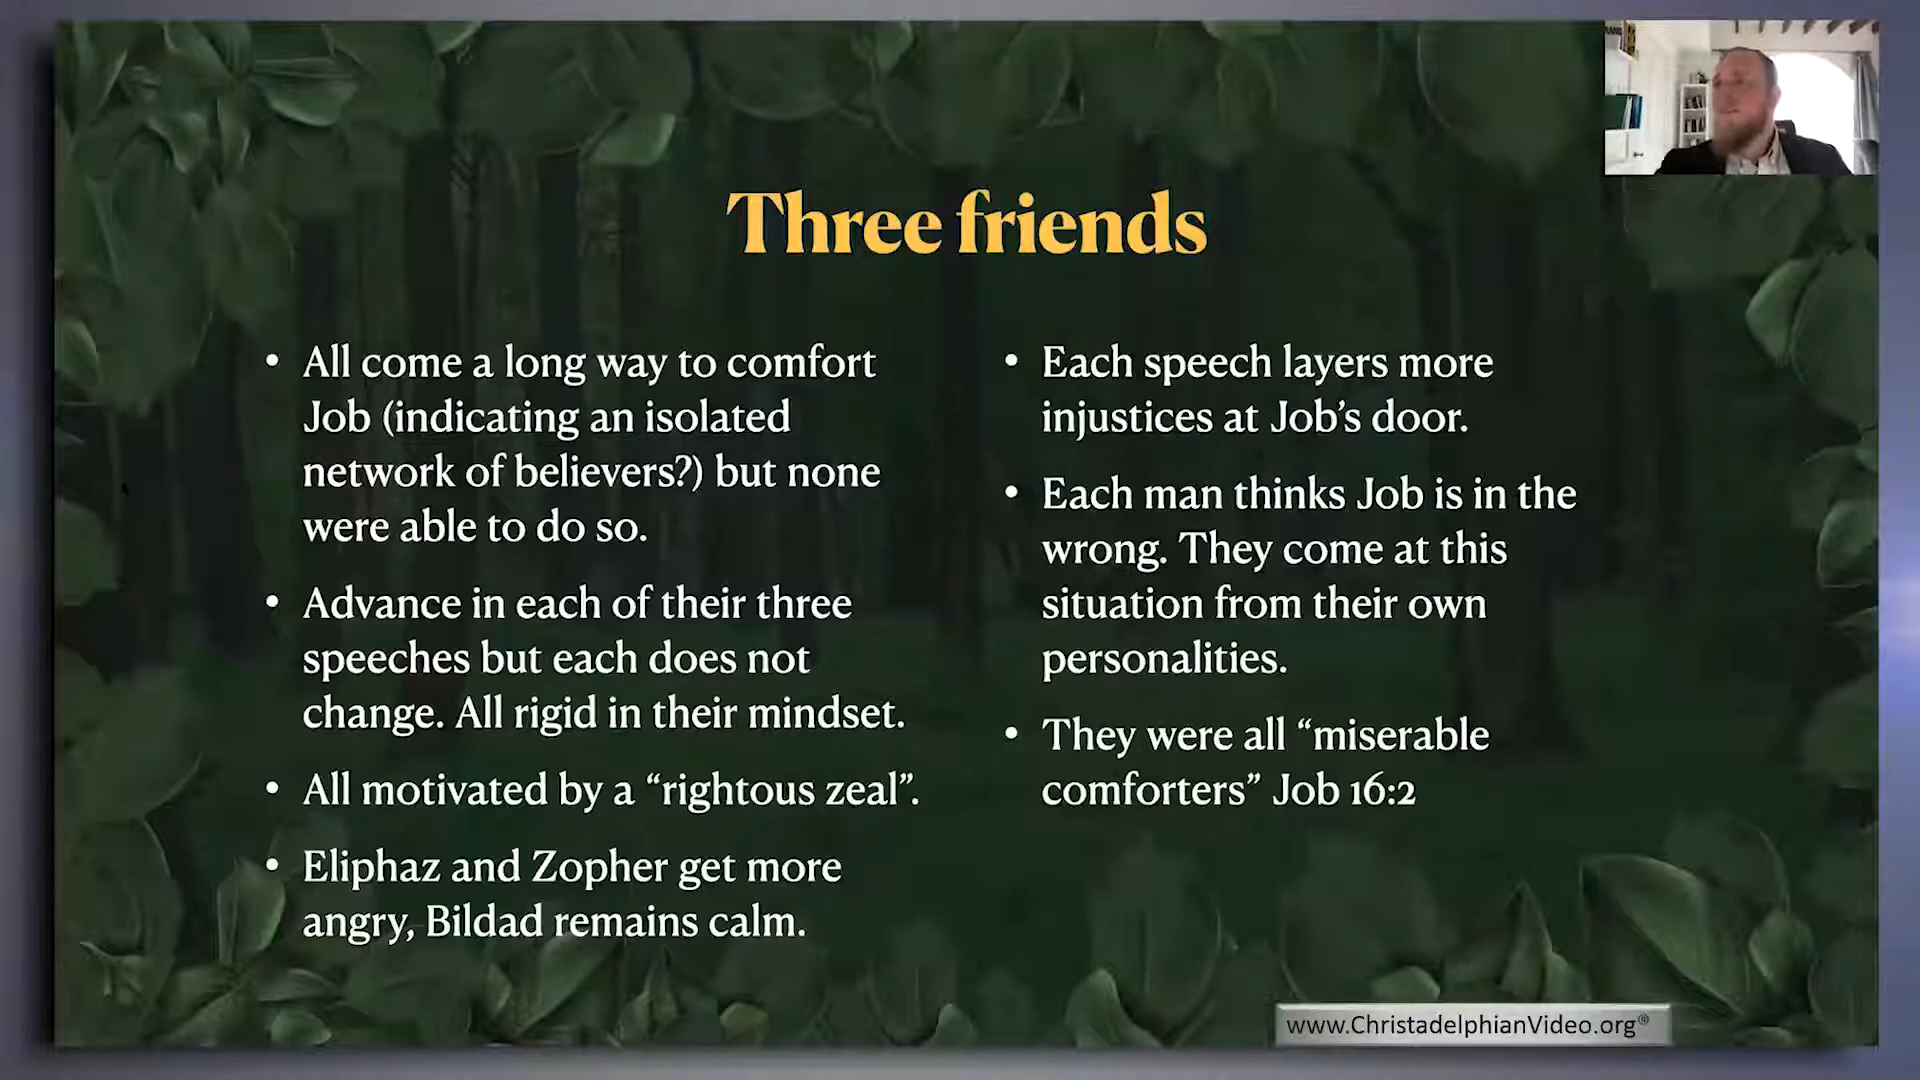 Three friends
• All come a long way to comfort
Job (indicating an isolated
network of believers?) but none
were able to do so.
• Advance in each of their three
speeches but each does not
change. All rigid in their mindset.
• All motivated by a “rightous zeal”.
• Eliphaz and Zopher get more
angry, Bildad remains calm.
• Each speech layers more
injustices at Job’s door.
• Each man thinks Job is in the
wrong. They come at this
situation from their own
personalities.
• They were all “miserable
comforters” Job 16:2
www.ChristadelphianVideo.org®